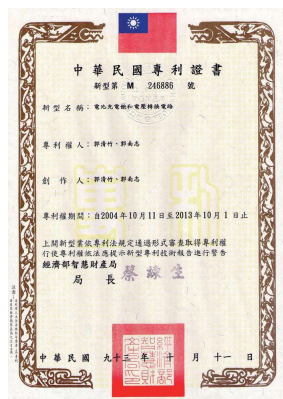 中華民國專利證書
新型第 M 246886 號
新型名稱：電池充電櫃和電壓轉換電路
專利權人：郭清竹、郭南志
創作人：郭清竹、郭南志
專利權期間：自2004年10月11日至2013年10月1日止
上開新型業依專利法規定通過形式審查取得專利權
行使專利權依法應提示新型專利技術報告進行警告
經濟部智慧財產局
局長
蔡練生
中華民國 九十三 年 十 月 十一 日